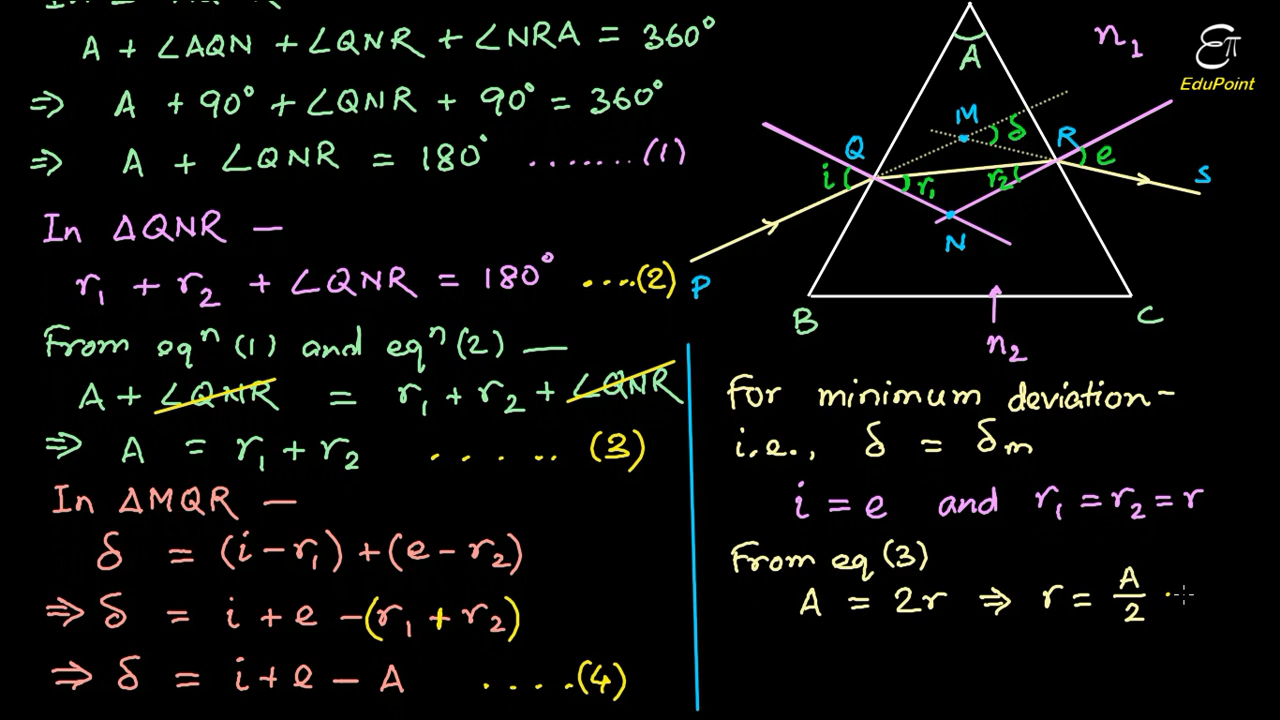 A + ∠AQN + ∠QNR + ∠NRA = 360°
⇒ A + 90° + ∠QNR + 90° = 360°
⇒ A + ∠QNR = 180° .......(1)
In ΔQNR —
r₁ + r₂ + ∠QNR = 180° ....(2)
From eqⁿ(1) and eqⁿ(2) —
A + ∠QNR = r₁ + r₂ + ∠QNR
⇒ A = r₁ + r₂ ...... (3)
In ΔMQR —
δ = (i - r₁) + (e - r₂)
⇒ δ = i + e - (r₁ + r₂)
⇒ δ = i + e - A ....(4)
A
n₁
Eπ
EduPoint
M
δ
Q
R
i
r₁
r₂
e
S
N
P
B
C
n₂
For minimum deviation -
i.e., δ = δm
i = e and r₁ = r₂ = r
From eq (3)
A = 2r ⇒ r = A/2 .